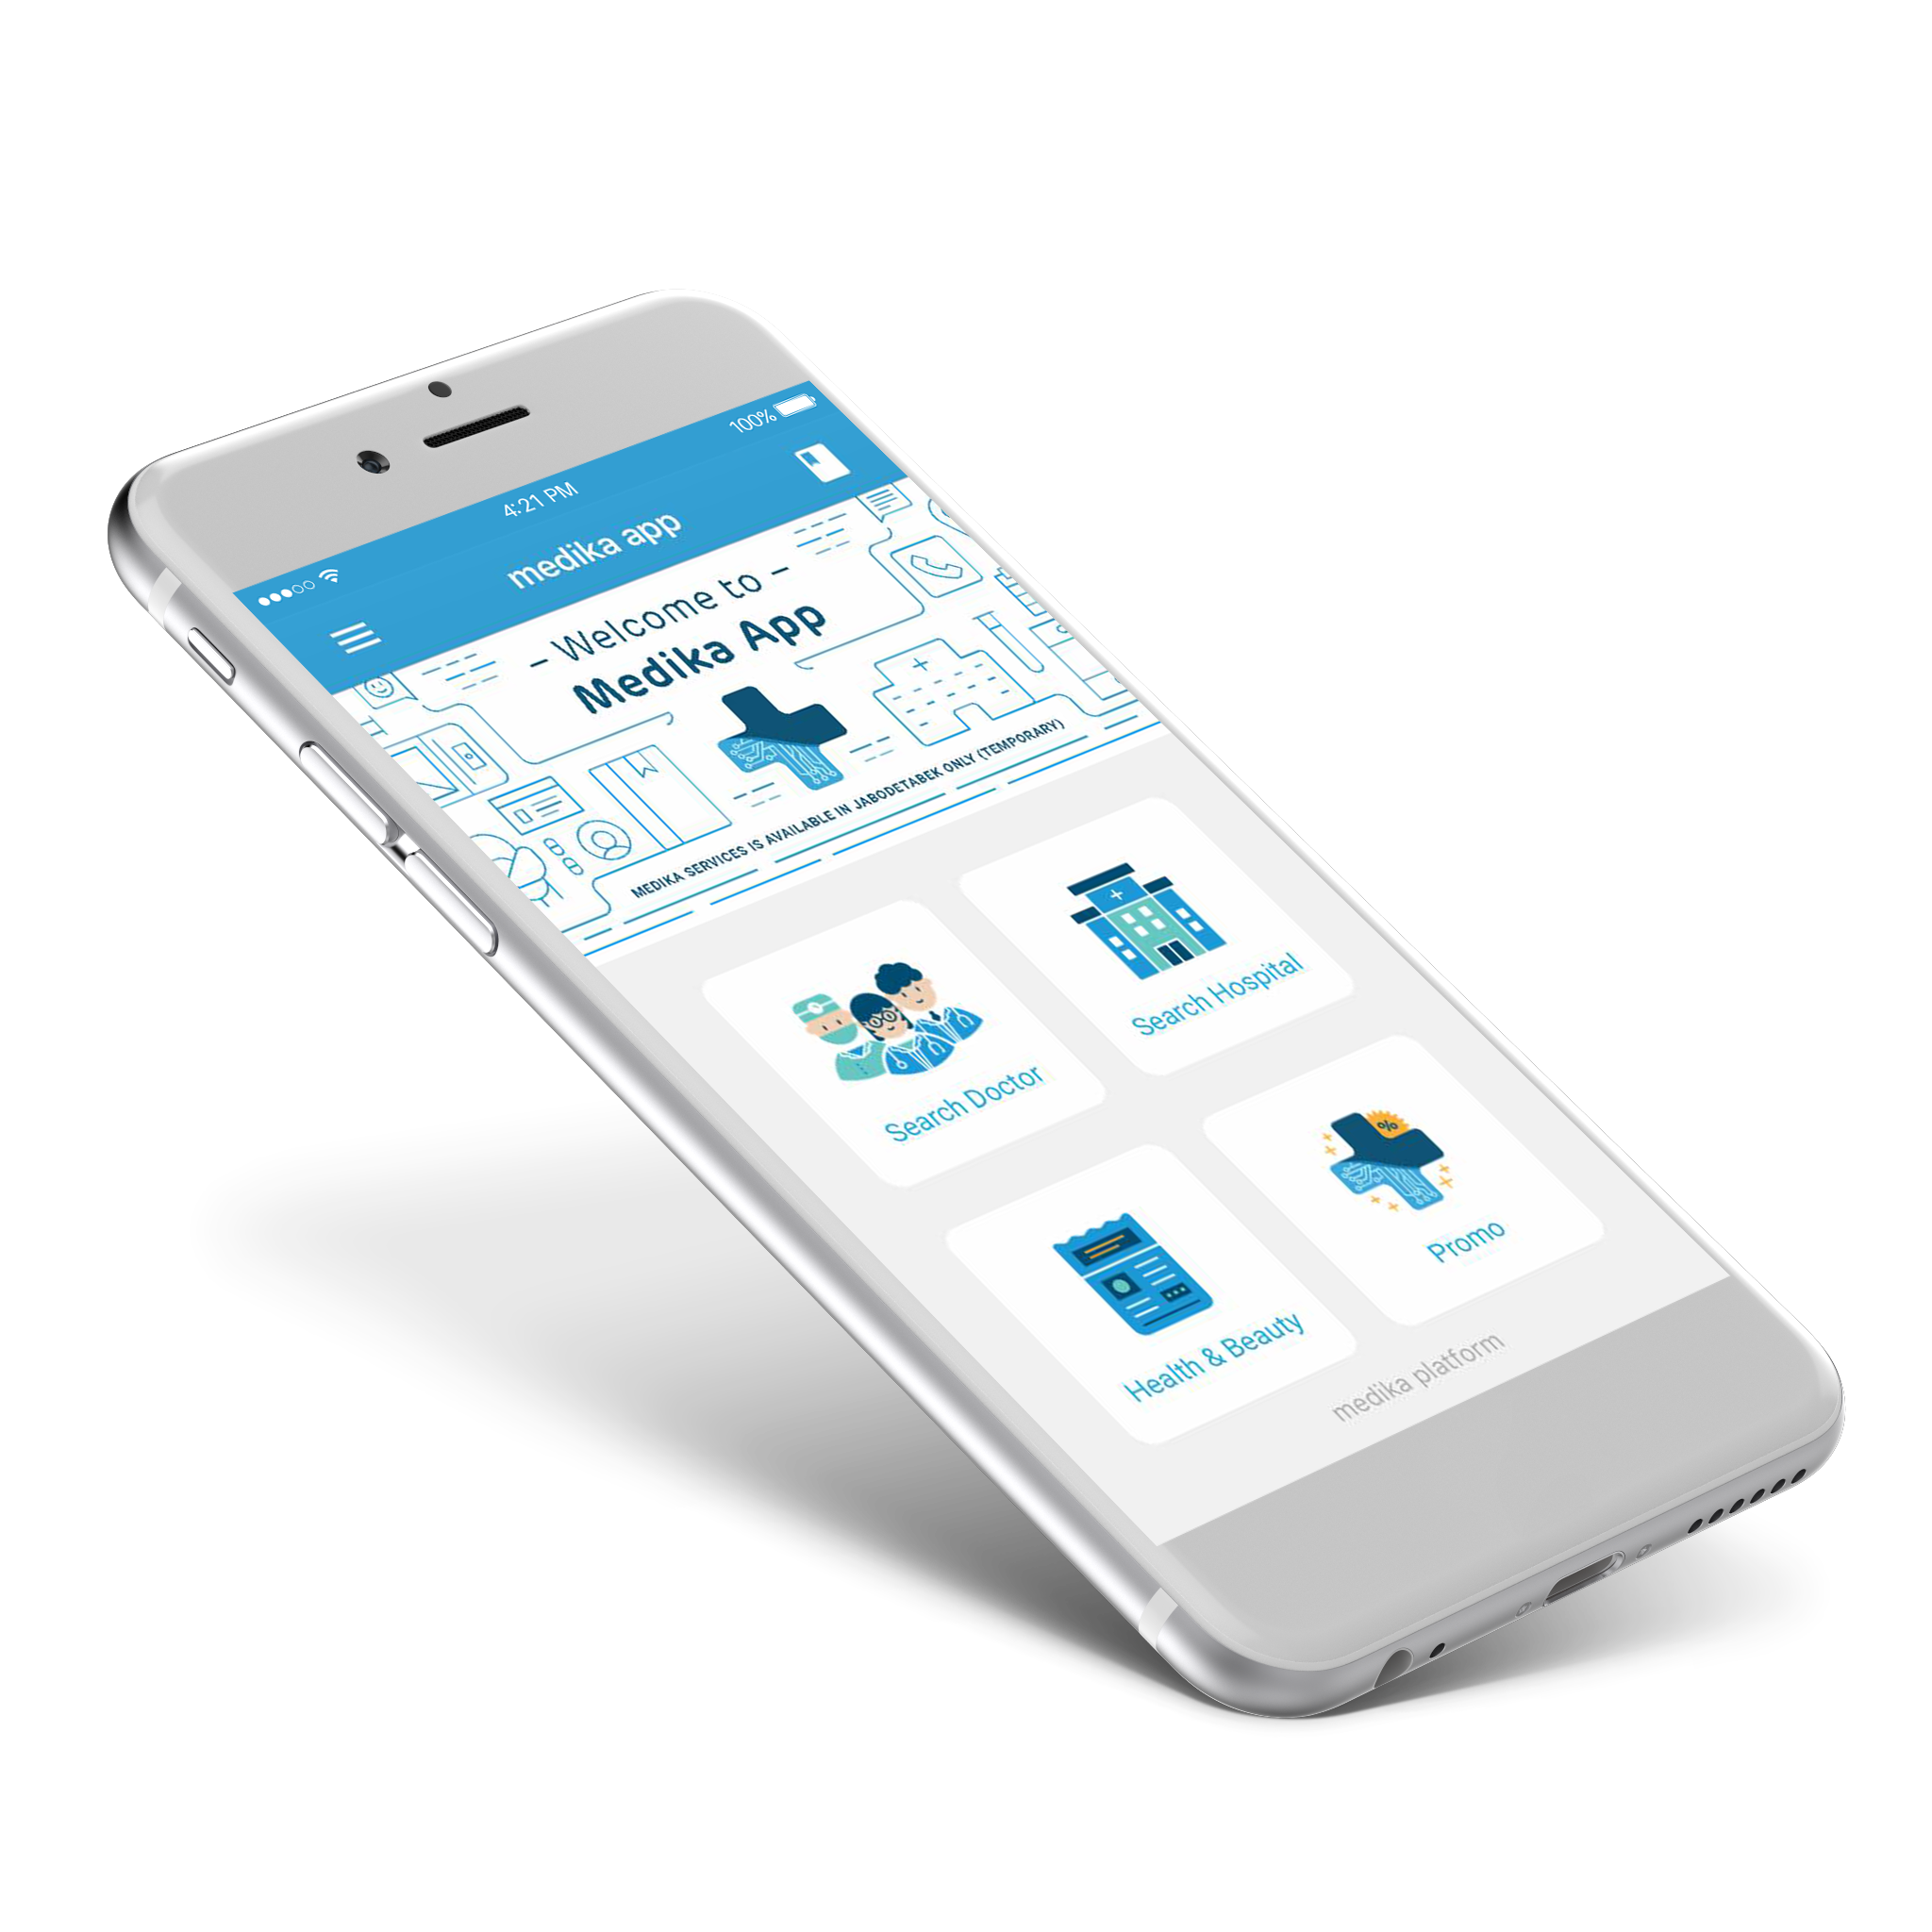 4:21 PM
100%
medika app
– Welcome to –
Medika App
MEDIKA SERVICES IS AVAILABLE IN JABODETABEK ONLY (TEMPORARY)
Search Doctor
Search Hospital
Health & Beauty
%
Promo
medika platform